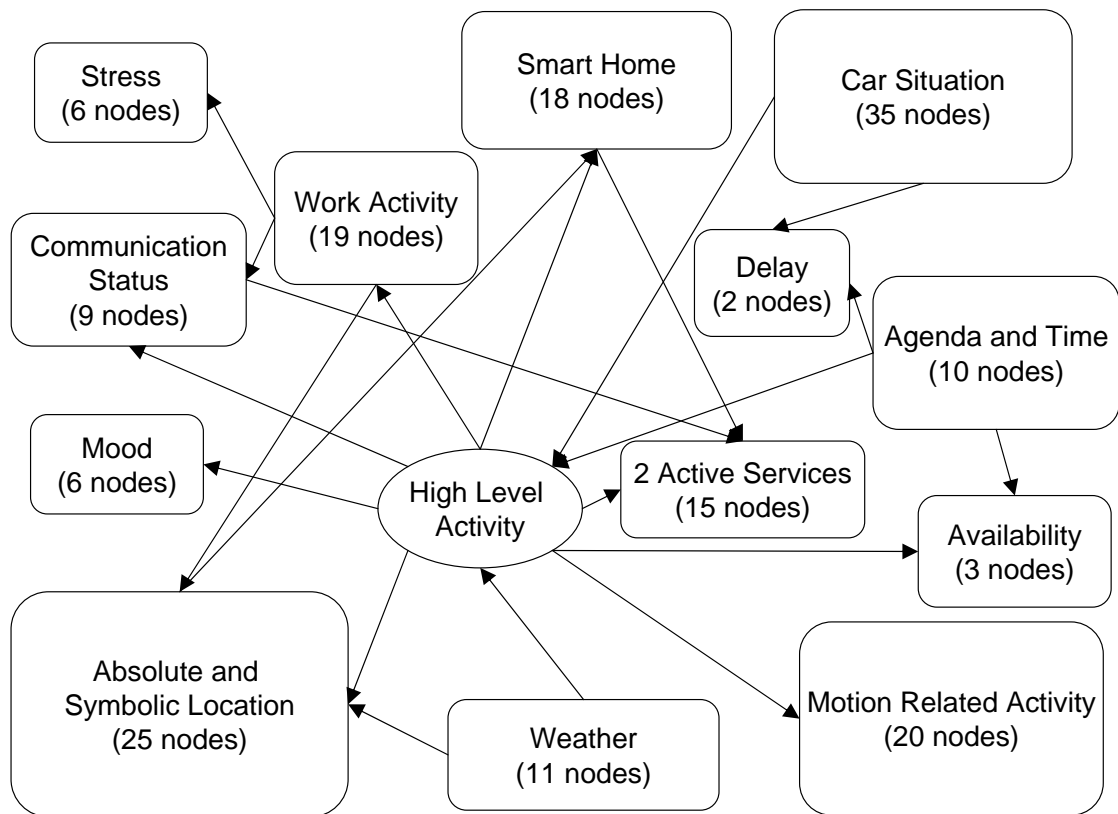 Stress
(6 nodes)
Smart Home
(18 nodes)
Car Situation
(35 nodes)
Work Activity
(19 nodes)
Communication
Status
(9 nodes)
Delay
(2 nodes)
Agenda and Time
(10 nodes)
Mood
(6 nodes)
High Level
Activity
2 Active Services
(15 nodes)
Availability
(3 nodes)
Absolute and
Symbolic Location
(25 nodes)
Weather
(11 nodes)
Motion Related Activity
(20 nodes)